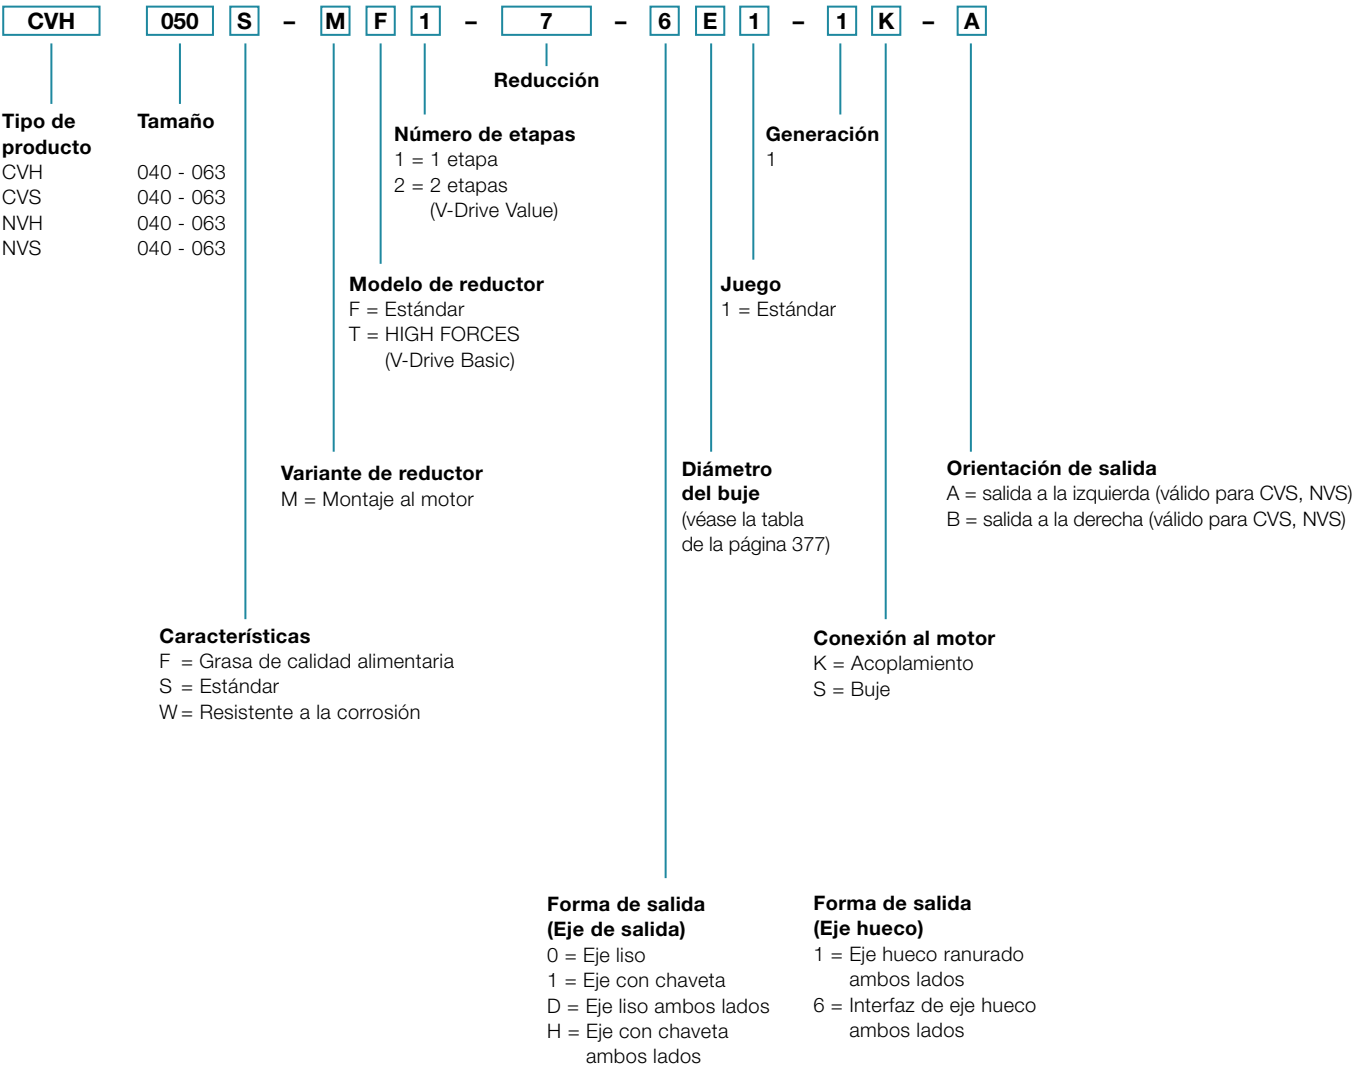 CVH 050 S – M F 1 – 7 – 6 E 1 – 1 K – A
Reducción
Tipo de
producto
CVH
CVS
NVH
NVS
Tamaño
040 - 063
040 - 063
040 - 063
040 - 063
Número de etapas
1 = 1 etapa
2 = 2 etapas
(V-Drive Value)
Generación
1
Modelo de reductor
F = Estándar
T = HIGH FORCES
(V-Drive Basic)
Juego
1 = Estándar
Variante de reductor
M = Montaje al motor
Diámetro
del buje
(véase la tabla
de la página 377)
Orientación de salida
A = salida a la izquierda (válido para CVS, NVS)
B = salida a la derecha (válido para CVS, NVS)
Características
F = Grasa de calidad alimentaria
S = Estándar
W = Resistente a la corrosión
Conexión al motor
K = Acoplamiento
S = Buje
Forma de salida
(Eje de salida)
0 = Eje liso
1 = Eje con chaveta
D = Eje liso ambos lados
H = Eje con chaveta
ambos lados
Forma de salida
(Eje hueco)
1 = Eje hueco ranurado
ambos lados
6 = Interfaz de eje hueco
ambos lados